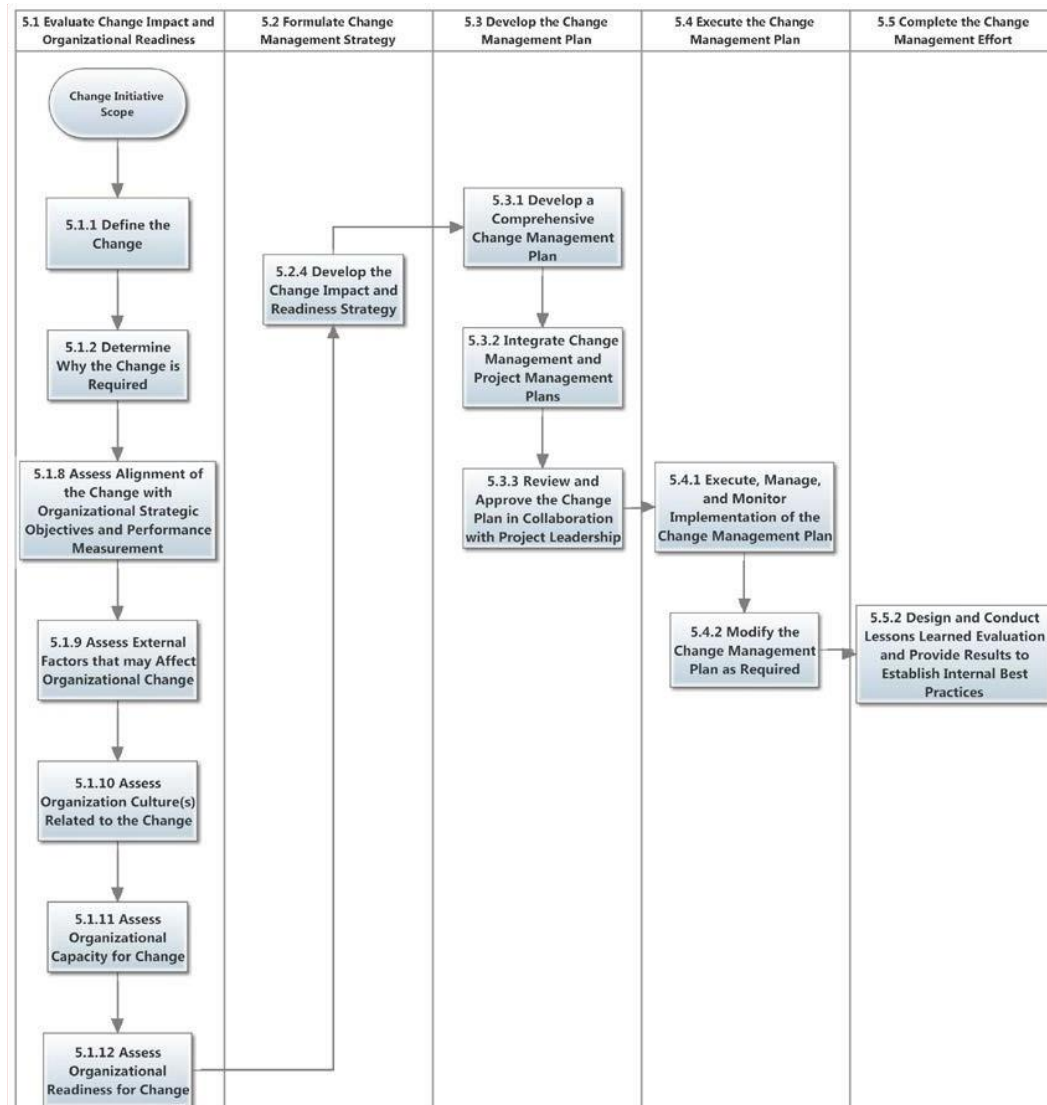 5.1 Evaluate Change Impact and
Organizational Readiness
5.2 Formulate Change
Management Strategy
5.3 Develop the Change
Management Plan
5.4 Execute the Change
Management Plan
5.5 Complete the Change
Management Effort
Change Initiative
Scope
5.1.1 Define the
Change
5.1.2 Determine
Why the Change is
Required
5.1.8 Assess Alignment of
the Change with
Organizational Strategic
Objectives and Performance
Measurement
5.1.9 Assess External
Factors that may Affect
Organizational Change
5.1.10 Assess
Organization Culture(s)
Related to the Change
5.1.11 Assess
Organizational
Capacity for Change
5.1.12 Assess
Organizational
Readiness for Change
5.2.4 Develop the
Change Impact and
Readiness Strategy
5.3.1 Develop a
Comprehensive
Change Management
Plan
5.3.2 Integrate Change
Management and
Project Management
Plans
5.3.3 Review and
Approve the Change
Plan in Collaboration
with Project Leadership
5.4.1 Execute, Manage,
and Monitor
Implementation of the
Change Management Plan
5.4.2 Modify the
Change Management
Plan as Required
5.5.2 Design and Conduct
Lessons Learned Evaluation
and Provide Results to
Establish Internal Best
Practices